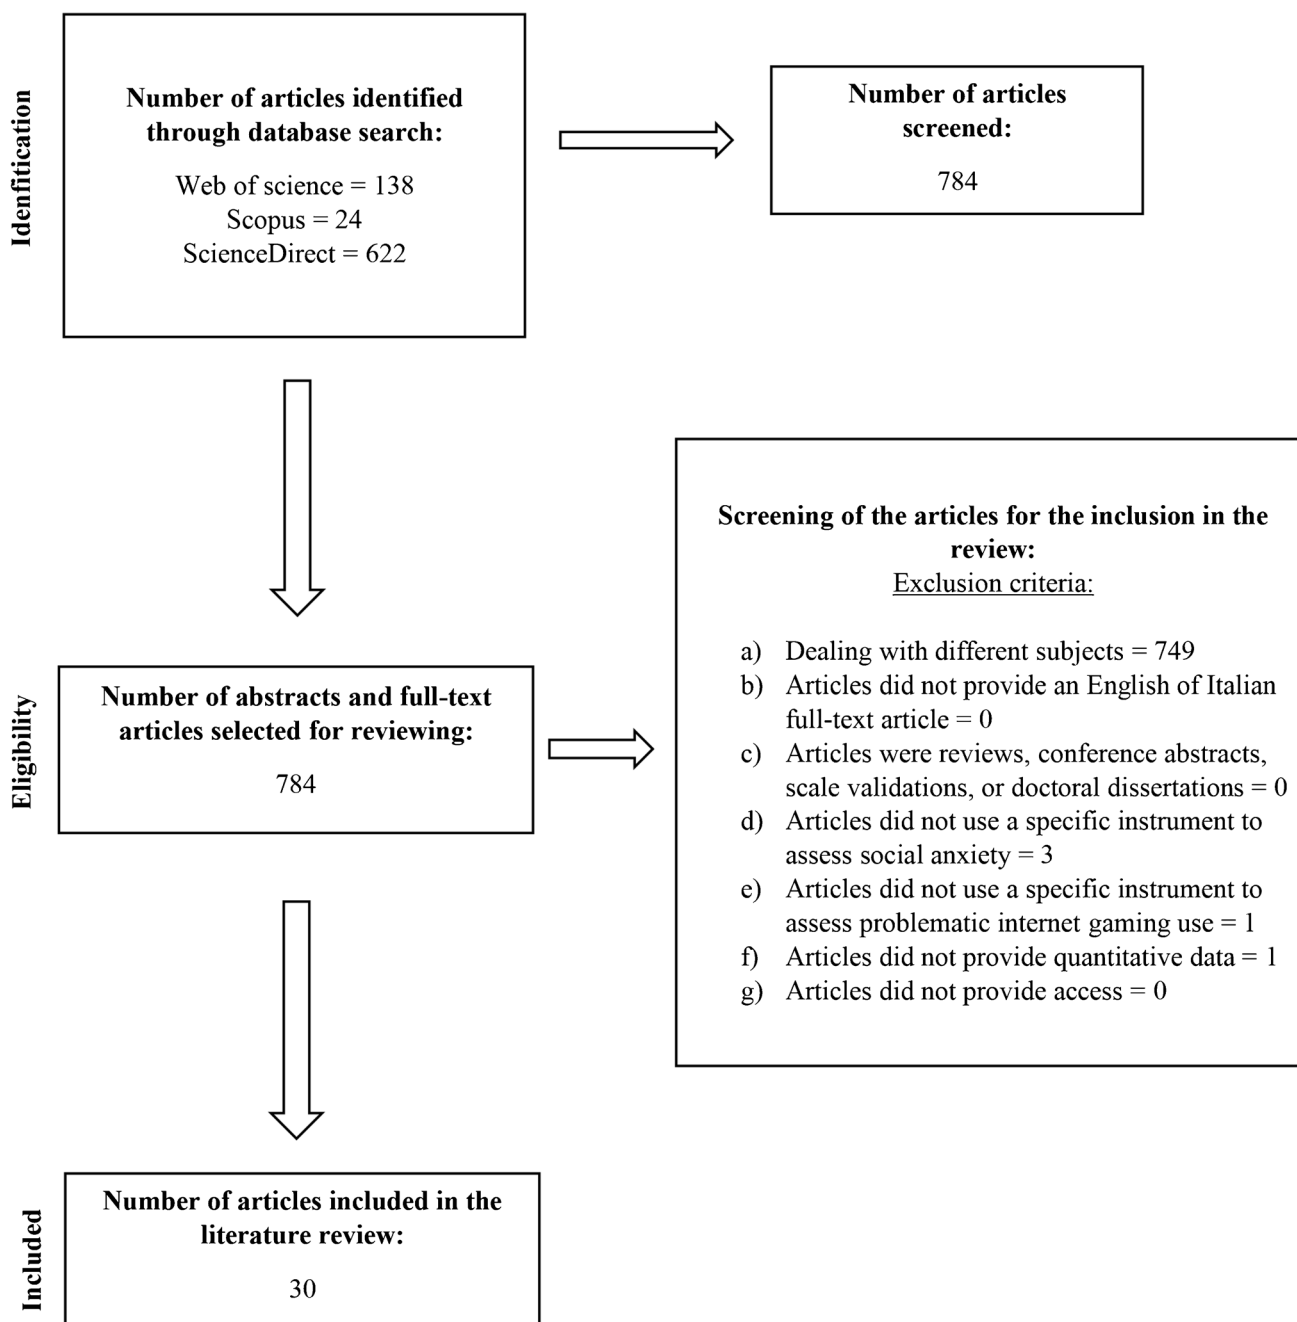 Idenfitication
Number of articles identified
through database search:
Web of science = 138
Scopus = 24
ScienceDirect = 622
Number of articles
screened:
784
Eligibility
Number of abstracts and full-text
articles selected for reviewing:
784
Screening of the articles for the inclusion in the
review:
Exclusion criteria:
a) Dealing with different subjects = 749
b) Articles did not provide an English of Italian
full-text article = 0
c) Articles were reviews, conference abstracts,
scale validations, or doctoral dissertations = 0
d) Articles did not use a specific instrument to
assess social anxiety = 3
e) Articles did not use a specific instrument to
assess problematic internet gaming use = 1
f) Articles did not provide quantitative data = 1
g) Articles did not provide access = 0
Included
Number of articles included in the
literature review:
30